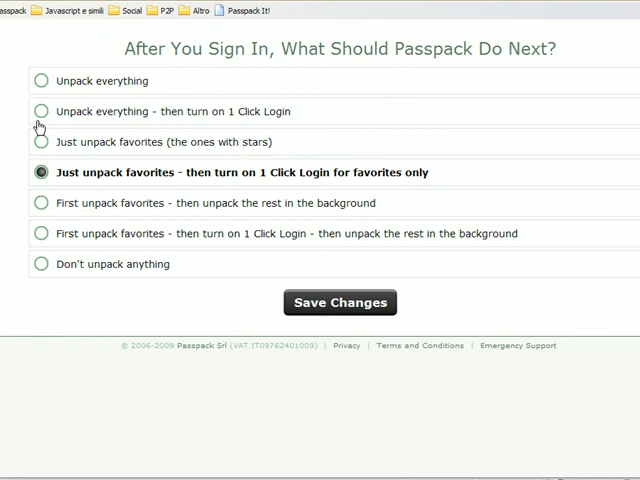 asspack Javascript e simili Social P2P Altro Passpack It!
After You Sign In, What Should Passpack Do Next?
Unpack everything
Unpack everything - then turn on 1 Click Login
Just unpack favorites (the ones with stars)
Just unpack favorites - then turn on 1 Click Login for favorites only
First unpack favorites - then unpack the rest in the background
First unpack favorites - then turn on 1 Click Login - then unpack the rest in the background
Don't unpack anything
Save Changes
© 2006-2009 Passpack Srl (VAT IT09762401009) | Privacy | Terms and Conditions | Emergency Support